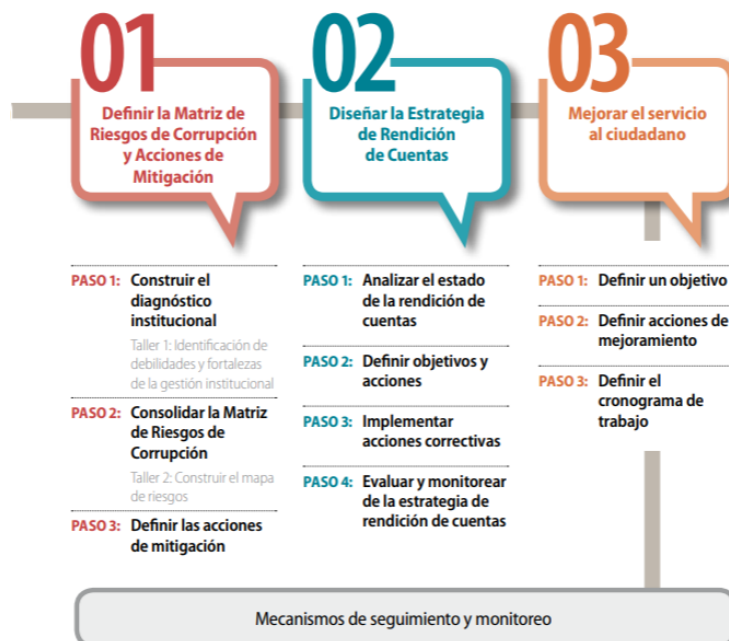 01
Definir la Matriz de
Riesgos de Corrupción
y Acciones de
Mitigación
PASO 1: Construir el
diagnóstico
institucional
Taller 1: Identificación de
debilidades y fortalezas
de la gestión institucional
PASO 2: Consolidar la Matriz
de Riesgos de
Corrupción
Taller 2: Construir el mapa
de riesgos
PASO 3: Definir las acciones
de mitigación
02
Diseñar la Estrategia
de Rendición
de Cuentas
PASO 1: Analizar el estado
de la rendición de
cuentas
PASO 2: Definir objetivos y
acciones
PASO 3: Implementar
acciones correctivas
PASO 4: Evaluar y monitorear
de la estrategia de
rendición de cuentas
03
Mejorar el servicio
al ciudadano
PASO 1: Definir un objetivo
PASO 2: Definir acciones de
mejoramiento
PASO 3: Definir el
cronograma de
trabajo
Mecanismos de seguimiento y monitoreo